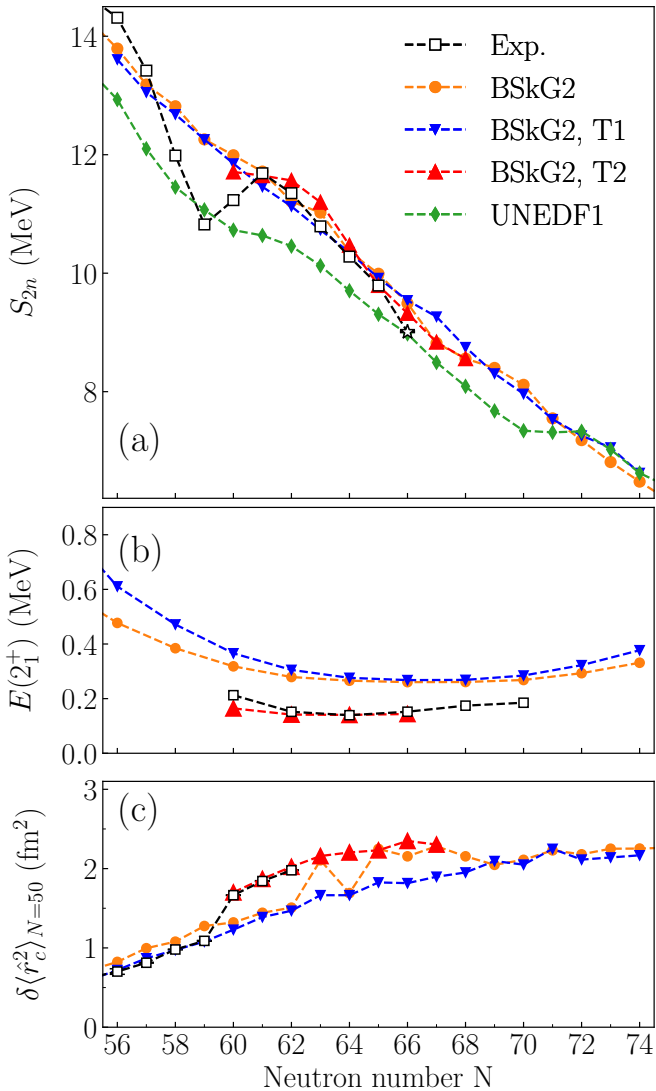 14
12
10
8
S2n (MeV)
Exp.
BSkG2
BSkG2, T1
BSkG2, T2
UNEDF1
(a)
0.8
0.6
0.4
0.2
0.0
E(2₁⁺) (MeV)
(b)
3
2
1
0
δ⟨r̂c²⟩N=50 (fm²)
(c)
56 58 60 62 64 66 68 70 72 74
Neutron number N